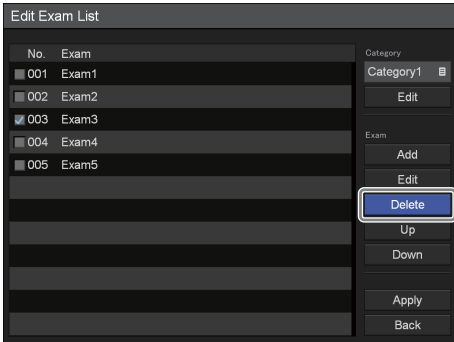 Edit Exam List
No. Exam
001 Exam1
002 Exam2
003 Exam3
004 Exam4
005 Exam5
Category
Category1
Edit
Exam
Add
Edit
Delete
Up
Down
Apply
Back